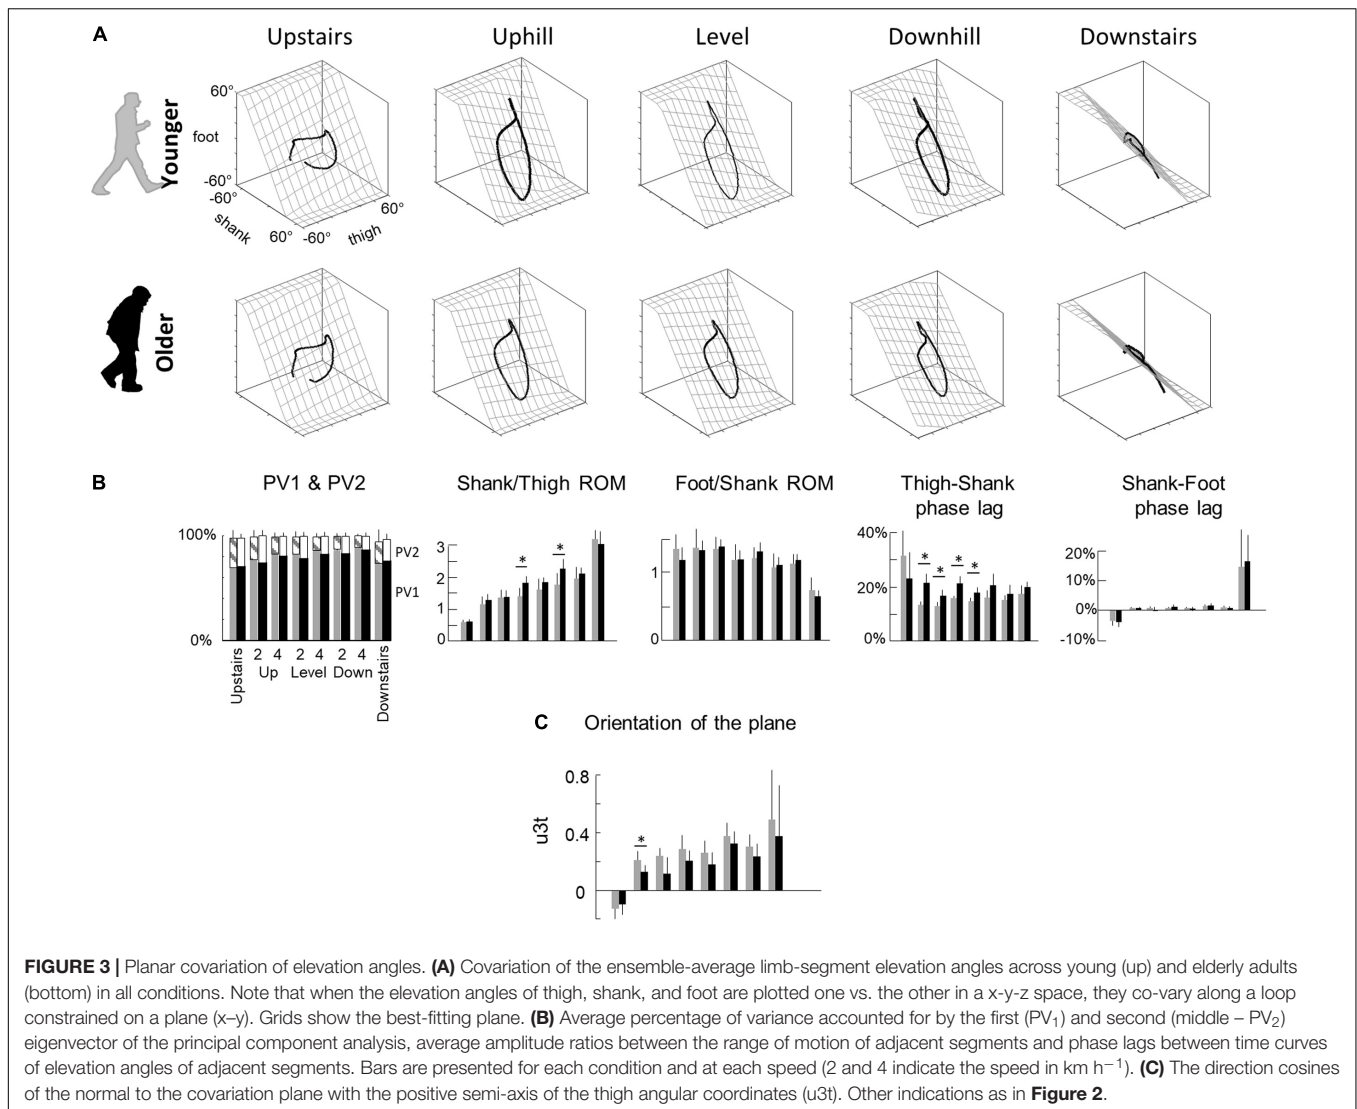 A
Upstairs Uphill Level Downhill Downstairs
Younger
60°
foot
-60°
-60°
shank
60° -60°
thigh
60°
Older
B
PV1 & PV2
100%
0%
PV2
PV1
2 4 2 4 2 4
Upstairs Up Level Down Downstairs
Shank/Thigh ROM
3
2
1
0
*
*
Foot/Shank ROM
1
0
Thigh-Shank
phase lag
40%
20%
0%
* * * *
Shank-Foot
phase lag
20%
10%
0%
-10%
C Orientation of the plane
u3t
0.8
0.4
0
*
FIGURE 3 | Planar covariation of elevation angles. (A) Covariation of the ensemble-average limb-segment elevation angles across young (up) and elderly adults
(bottom) in all conditions. Note that when the elevation angles of thigh, shank, and foot are plotted one vs. the other in a x-y-z space, they co-vary along a loop
constrained on a plane (x–y). Grids show the best-fitting plane. (B) Average percentage of variance accounted for by the first (PV₁) and second (middle – PV₂)
eigenvector of the principal component analysis, average amplitude ratios between the range of motion of adjacent segments and phase lags between time curves
of elevation angles of adjacent segments. Bars are presented for each condition and at each speed (2 and 4 indicate the speed in km h⁻¹). (C) The direction cosines
of the normal to the covariation plane with the positive semi-axis of the thigh angular coordinates (u3t). Other indications as in Figure 2.